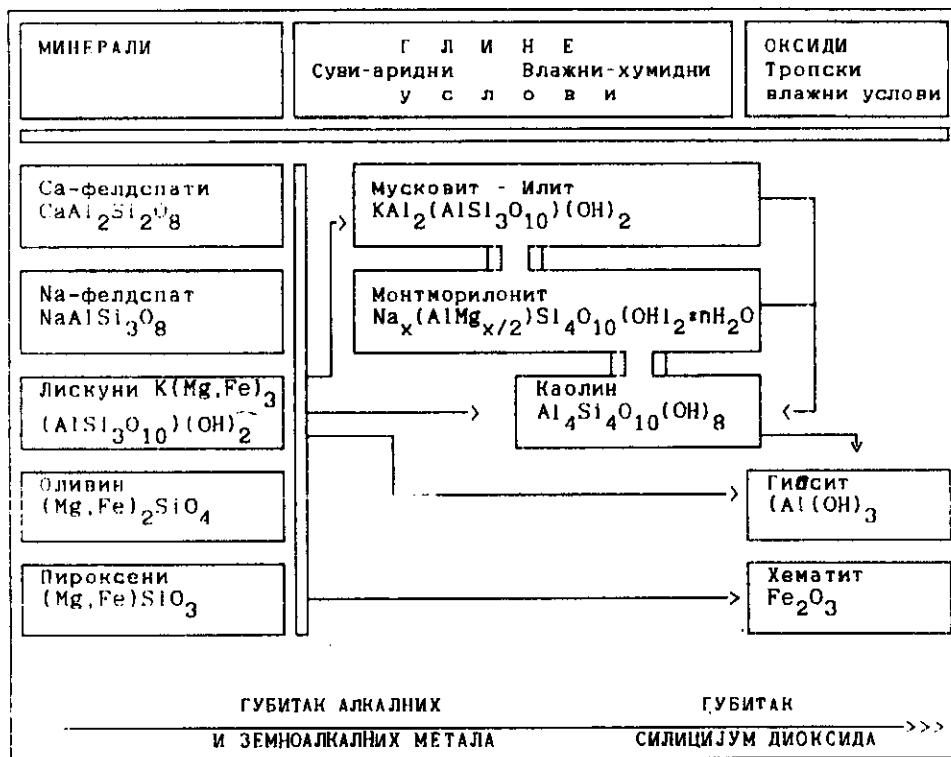 МИНЕРАЛИ
Г Л И Н Е
Суви-аридни Влажни-хумидни
у с л о в и
ОКСИДИ
Тропски
влажни услови
Ca-фелдспати
CaAl2Si2O8
Na-фелдспат
NaAlSi3O8
Лискуни K(Mg,Fe)3
(AlSi3O10)(OH)2
Оливин
(Mg,Fe)2SiO4
Пироксени
(Mg,Fe)SiO3
Мусковит - Илит
KAl2(AlSi3O10)(OH)2
Монтморилонит
Nax(AlMgx/2)Si4O10(OHl2*nH2O
Каолин
Al4Si4O10(OH)8
Гибсит
(Al(OH)3
Хематит
Fe2O3
ГУБИТАК АЛКАЛНИХ
И ЗЕМНОАЛКАЛНИХ МЕТАЛА
ГУБИТАК
СИЛИЦИЈУМ ДИОКСИДА